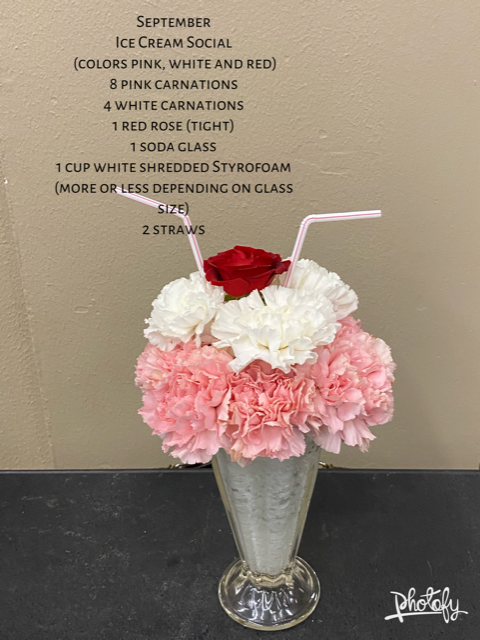 September
Ice Cream Social
(colors pink, white and red)
8 pink carnations
4 white carnations
1 red rose (tight)
1 soda glass
1 cup white shredded Styrofoam
(more or less depending on glass
size)
2 straws
Photofy